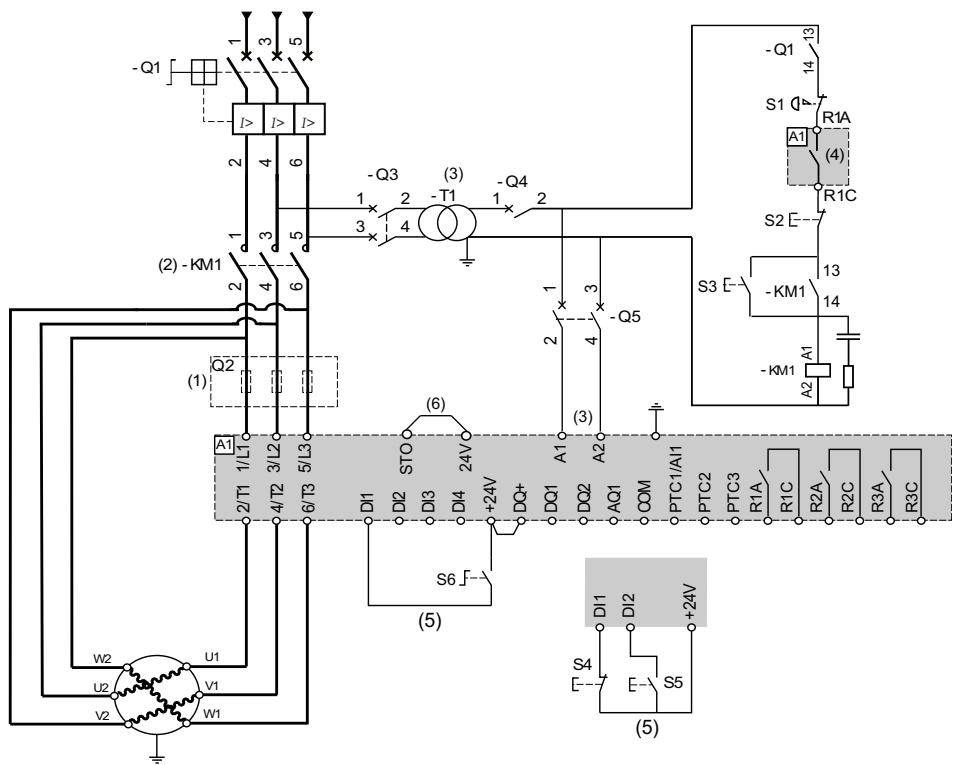 1 3 5
-Q1
I> I> I>
2 4 6
-Q3 (3) -Q4
1 2 -T1 1 2
3 4
13
-Q1
14
S1
R1A
A1 (4)
R1C
S2
1 3 5
(2) -KM1
2 4 6
1 3
-Q5
2 4
S3
13
-KM1
14
A1
-KM1
A2
(1) Q2
(6) (3)
A1 1/L1 3/L2 5/L3 STO 24V A1 A2
2/T1 4/T2 6/T3 DI1 DI2 DI3 DI4 +24V DQ+ DQ1 DQ2 AQ1 COM PTC1/AI1 PTC2 PTC3 R1A R1C R2A R2C R3A R3C
S6
(5)
DI1 DI2 +24V
S4 S5
(5)
W2 U1
U2 V1
V2 W1